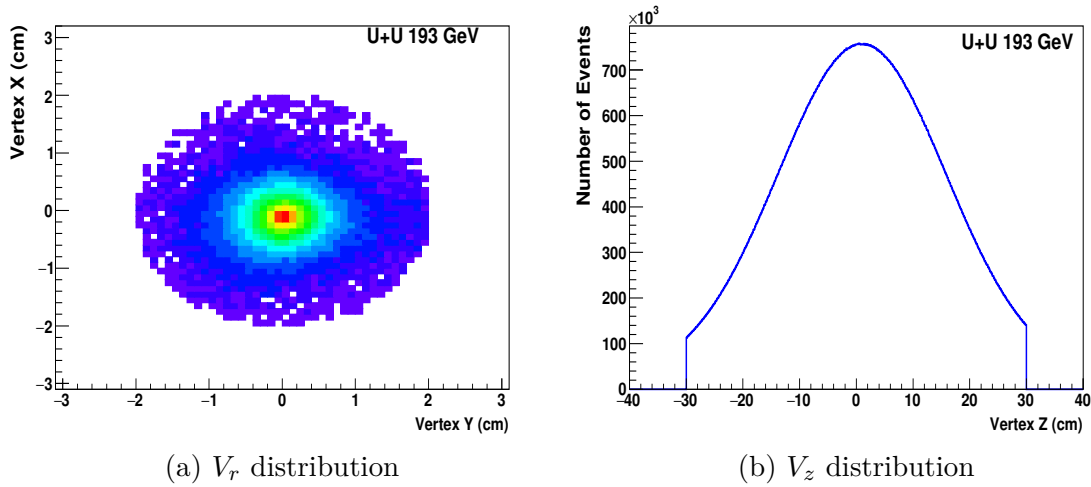 U+U 193 GeV
Vertex X (cm)
3
2
1
0
−1
−2
−3
−3 −2 −1 0 1 2 3
Vertex Y (cm)
(a) V_r distribution
×10³
U+U 193 GeV
Number of Events
700
600
500
400
300
200
100
0
−40 −30 −20 −10 0 10 20 30 40
Vertex Z (cm)
(b) V_z distribution